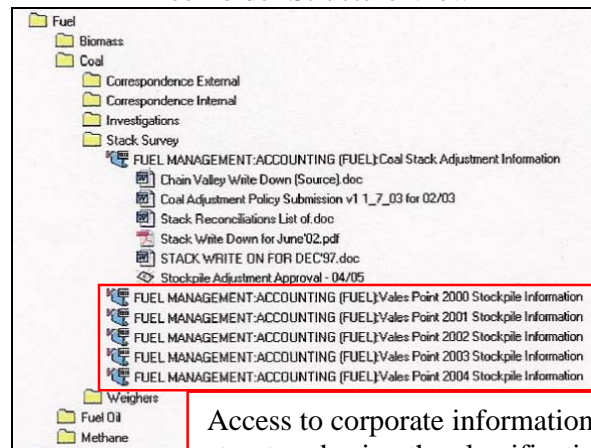 Fuel
Biomass
Coal
Correspondence External
Correspondence Internal
Investigations
Stack Survey
FUEL MANAGEMENT:ACCOUNTING (FUEL):Coal Stack Adjustment Information
Chain Valley Write Down (Source).doc
Coal Adjustment Policy Submission v1 1_7_03 for 02/03
Stack Reconciliations List of.doc
Stack Write Down for June'02.pdf
STACK WRITE ON FOR DEC'97.doc
Stockpile Adjustment Approval - 04/05
FUEL MANAGEMENT:ACCOUNTING (FUEL):Vales Point 2000 Stockpile Information
FUEL MANAGEMENT:ACCOUNTING (FUEL):Vales Point 2001 Stockpile Information
FUEL MANAGEMENT:ACCOUNTING (FUEL):Vales Point 2002 Stockpile Information
FUEL MANAGEMENT:ACCOUNTING (FUEL):Vales Point 2003 Stockpile Information
FUEL MANAGEMENT:ACCOUNTING (FUEL):Vales Point 2004 Stockpile Information
Weighers
Fuel Oil
Methane
Access to corporate information